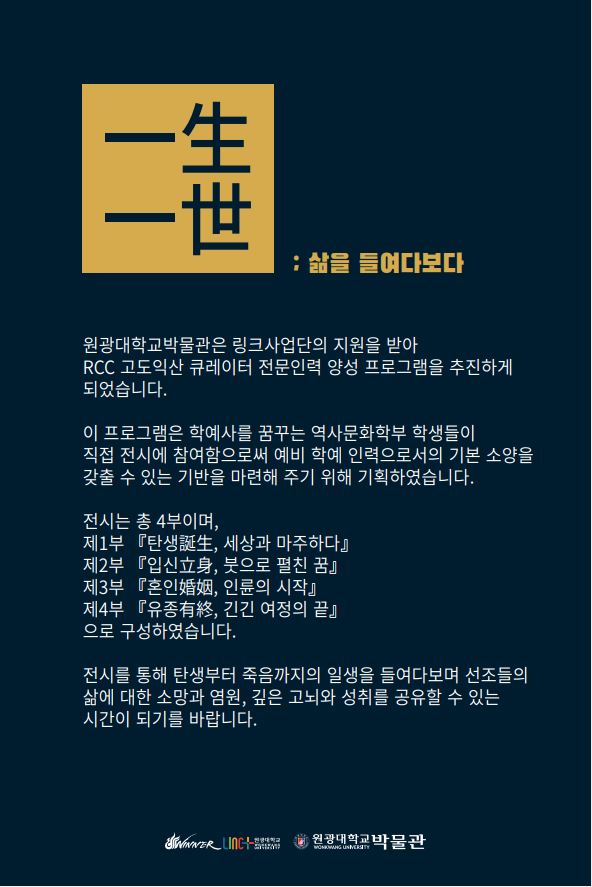 一生
一世
; 삶을 들여다보다
원광대학교박물관은 링크사업단의 지원을 받아
RCC 고도익산 큐레이터 전문인력 양성 프로그램을 추진하게
되었습니다.
이 프로그램은 학예사를 꿈꾸는 역사문화학부 학생들이
직접 전시에 참여함으로써 예비 학예 인력으로서의 기본 소양을
갖출 수 있는 기반을 마련해 주기 위해 기획하였습니다.
전시는 총 4부이며,
제1부 『탄생誕生, 세상과 마주하다』
제2부 『입신立身, 붓으로 펼친 꿈』
제3부 『혼인婚姻, 인륜의 시작』
제4부 『유종有終, 긴긴 여정의 끝』
으로 구성하였습니다.
전시를 통해 탄생부터 죽음까지의 일생을 들여다보며 선조들의
삶에 대한 소망과 염원, 깊은 고뇌와 성취를 공유할 수 있는
시간이 되기를 바랍니다.
WINNER LINC+ 원광대학교 WONKWANG UNIVERSITY 원광대학교 WONKWANG UNIVERSITY 박물관